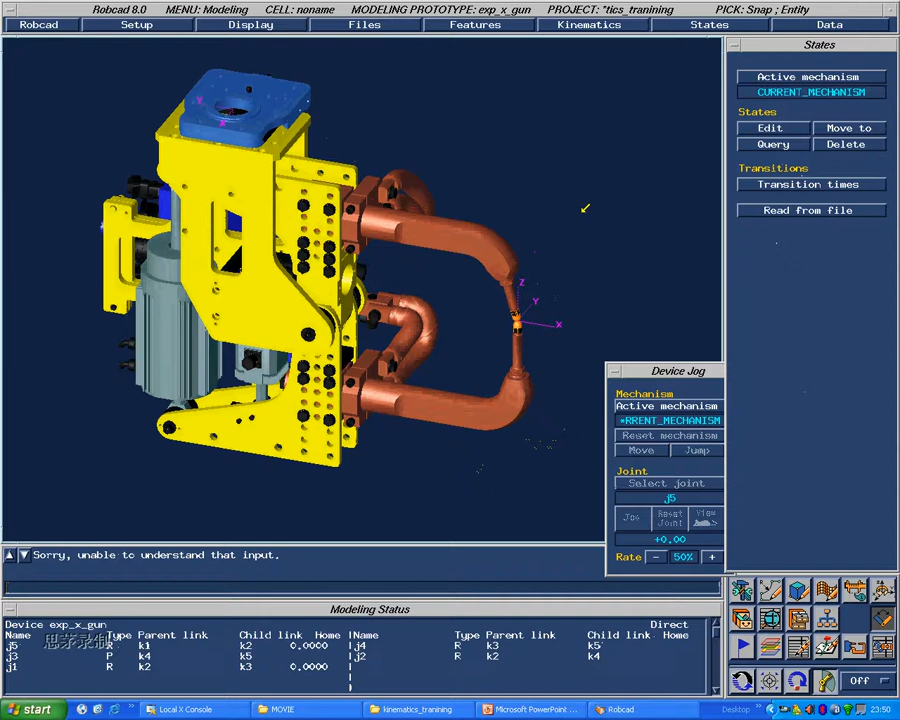 Robcad 8.0 MENU: Modeling CELL: noname MODELING PROTOTYPE: exp_x_gun PROJECT: *tics_tranining PICK: Snap ; Entity
Robcad Setup Display Files Features Kinematics States Data
States
Active mechanism
CURRENT_MECHANISM
States
Edit Move to
Query Delete
Transitions
Transition times
Read from file
Y
X
Z
Y
X
Device Jog
Mechanism
Active mechanism
*RRENT_MECHANISM
Reset mechanism
Move Jump
Joint
Select joint
j5
Jog Reset Joint View
+0.00
Rate - 50% +
Sorry, unable to understand that input.
Modeling Status
Device exp_x_gun Direct
Name Type Parent link Child link Home |Name Type Parent link Child link Home
j5 R k1 k2 0.0000 |j4 R k3 k5
j3 P k4 k5 |j2 R k2 k4
j1 R k2 k3 0.0000
思茅录制
Off
start Local X Console MOVIE kinematics_tranining Microsoft PowerPoint ... Robcad Desktop 23:50